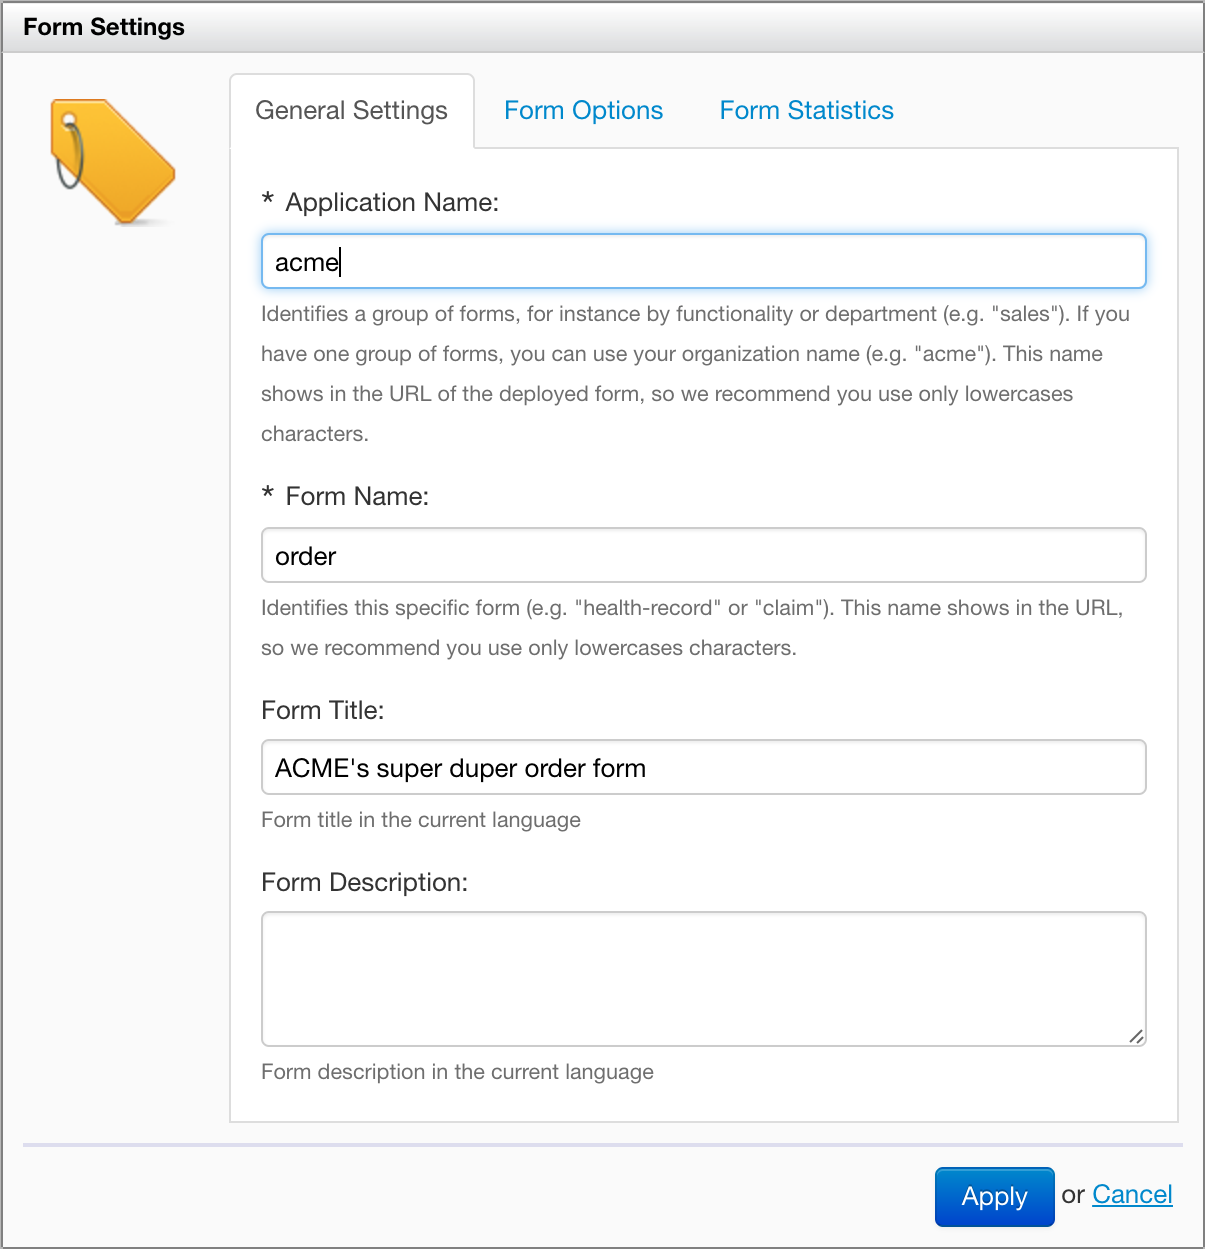 Form Settings
General Settings
Form Options
Form Statistics
* Application Name:
acme
Identifies a group of forms, for instance by functionality or department (e.g. "sales"). If you
have one group of forms, you can use your organization name (e.g. "acme"). This name
shows in the URL of the deployed form, so we recommend you use only lowercases
characters.
* Form Name:
order
Identifies this specific form (e.g. "health-record" or "claim"). This name shows in the URL,
so we recommend you use only lowercases characters.
Form Title:
ACME's super duper order form
Form title in the current language
Form Description:
Form description in the current language
Apply or Cancel